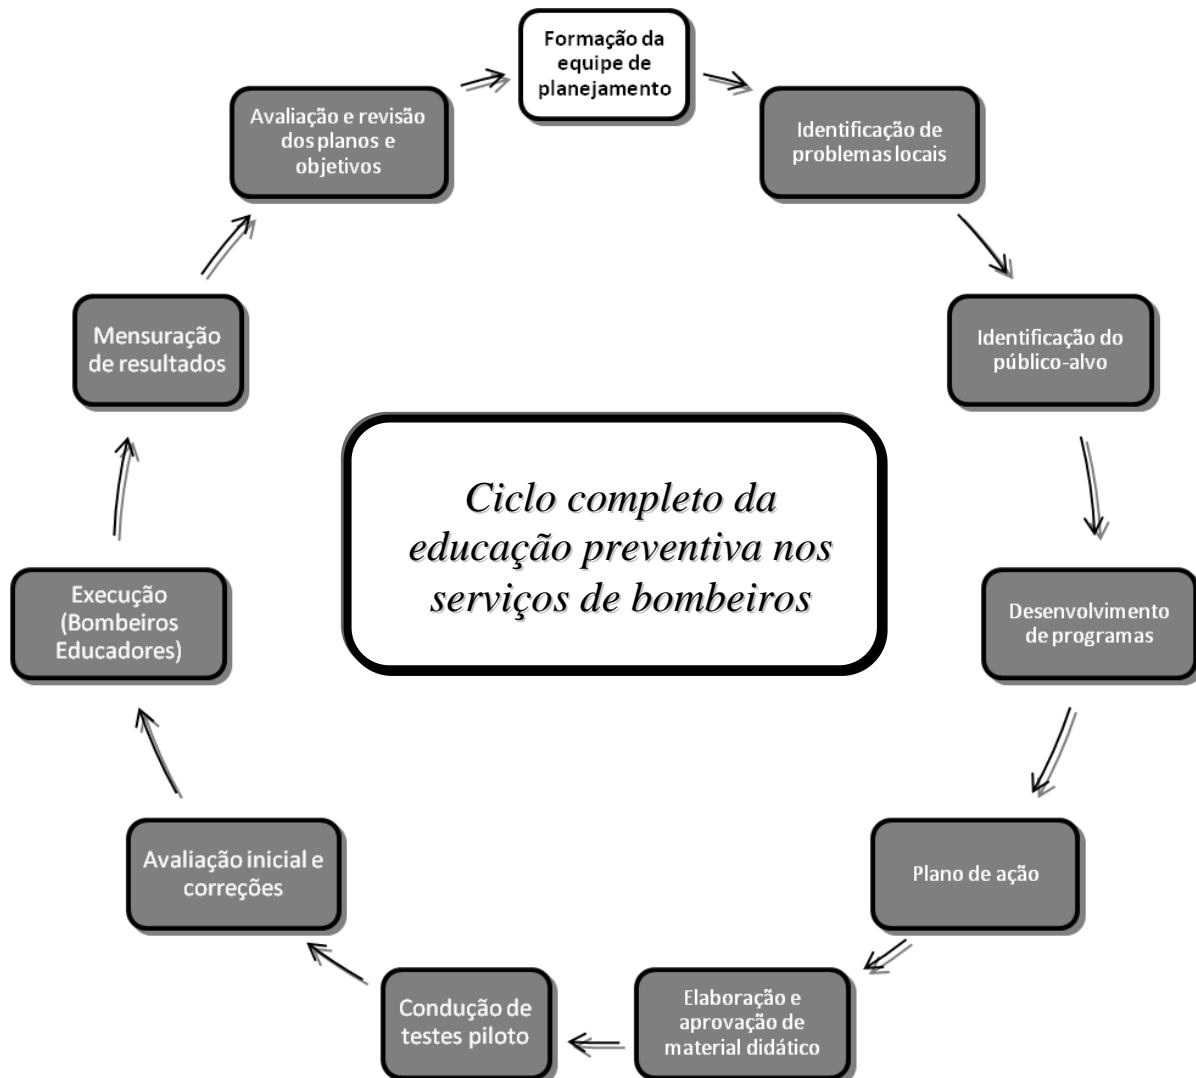 Formação da
equipe de
planejamento
Identificação de
problemas locais
Identificação do
público-alvo
Desenvolvimento
de programas
Plano de ação
Elaboração e
aprovação de
material didático
Condução de
testes piloto
Avaliação inicial e
correções
Execução
(Bombeiros
Educadores)
Mensuração
de resultados
Avaliação e revisão
dos planos e
objetivos
Ciclo completo da
educação preventiva nos
serviços de bombeiros